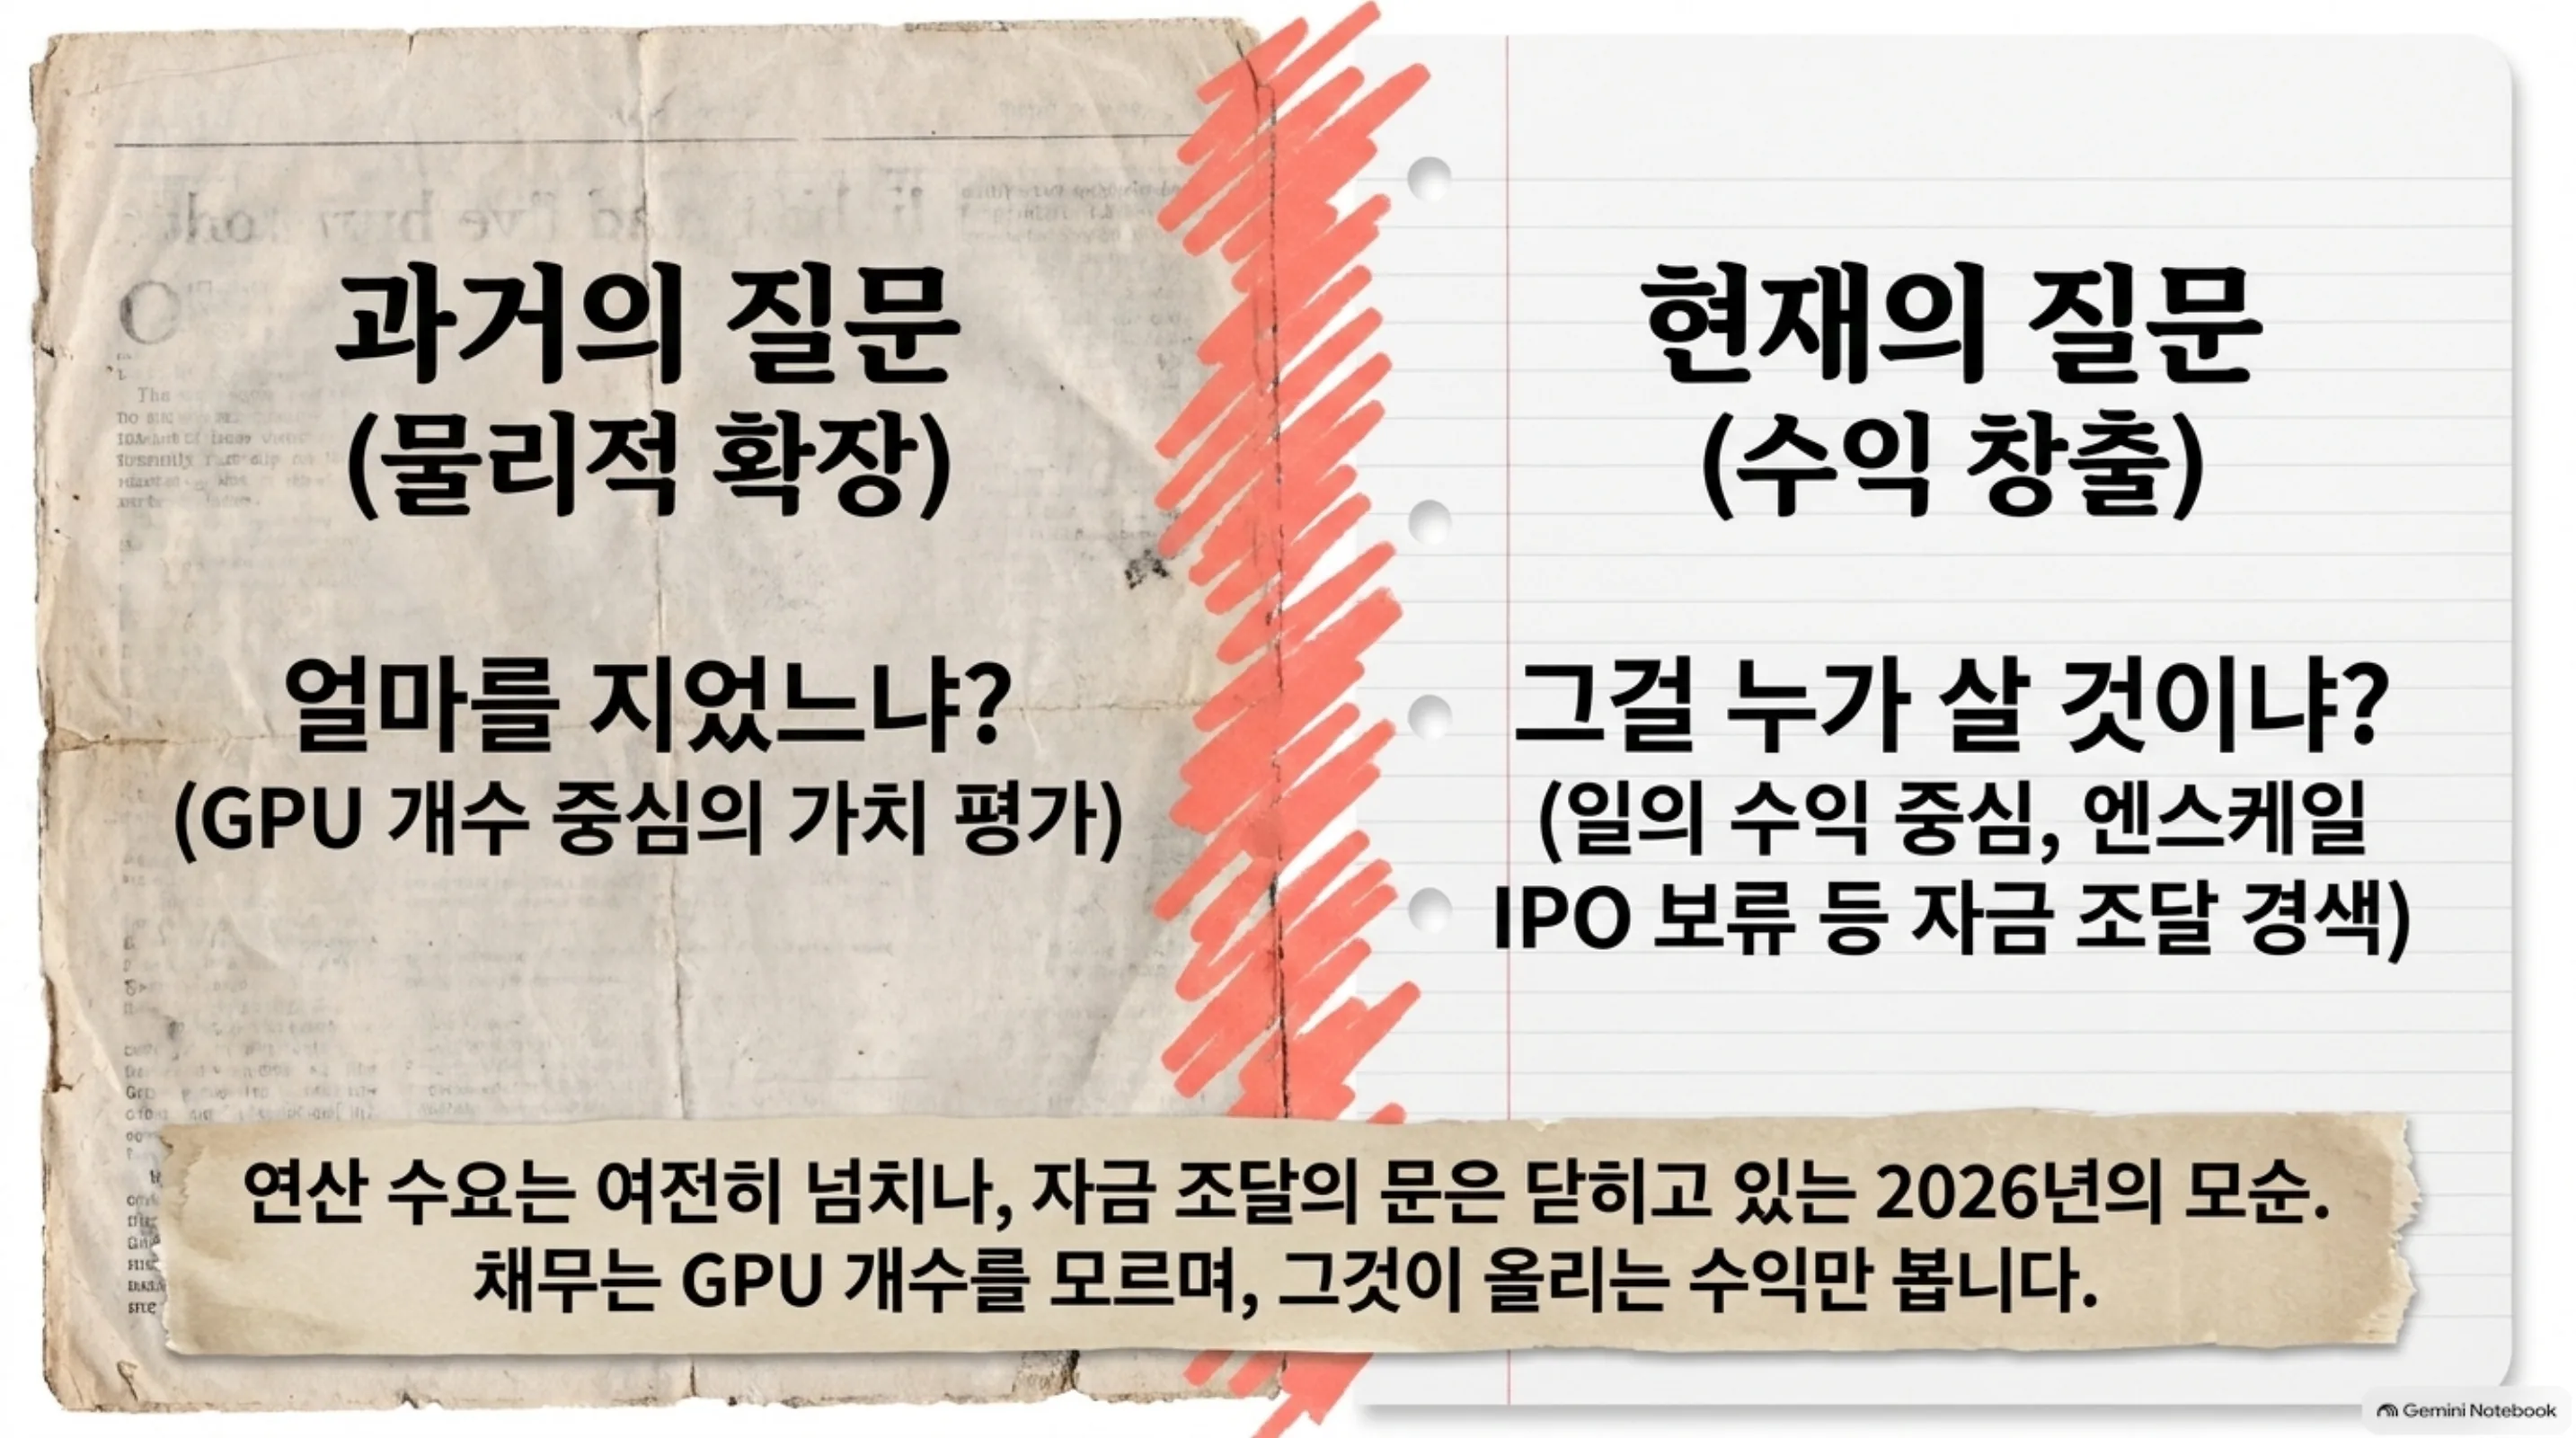 과거의 질문
(물리적 확장)
얼마를 지었느냐?
(GPU 개수 중심의 가치 평가)
현재의 질문
(수익 창출)
그걸 누가 살 것이냐?
(일의 수익 중심, 엔스케일
IPO 보류 등 자금 조달 경색)
연산 수요는 여전히 넘치나, 자금 조달의 문은 닫히고 있는 2026년의 모순.
채무는 GPU 개수를 모르며, 그것이 올리는 수익만 봅니다.
Gemini Notebook